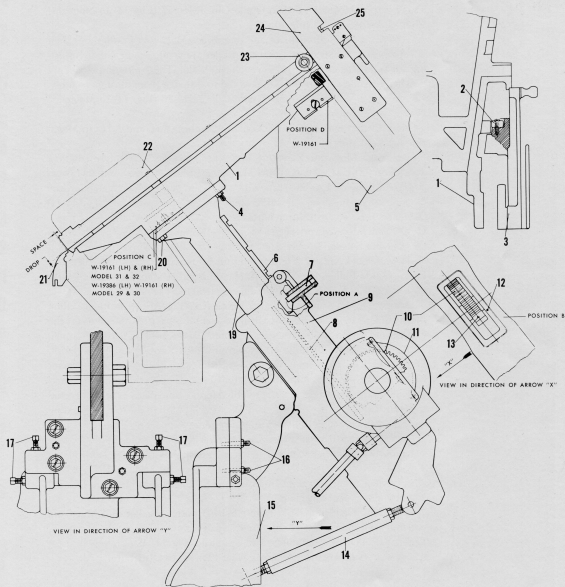 24
25
23
POSITION D
W-19161
22
1
5
4
2
1
3
SPACE
DROP
21
20
POSITION C
W-19161 (LH) & (RH)
MODEL 31 & 32
W-19386 (LH) W-19161 (RH)
MODEL 29 & 30
6
7
POSITION A
9
8
19
10
11
10
12
13
POSITION B
"X"
VIEW IN DIRECTION OF ARROW "X"
17
17
16
15
"Y"
14
VIEW IN DIRECTION OF ARROW "Y"